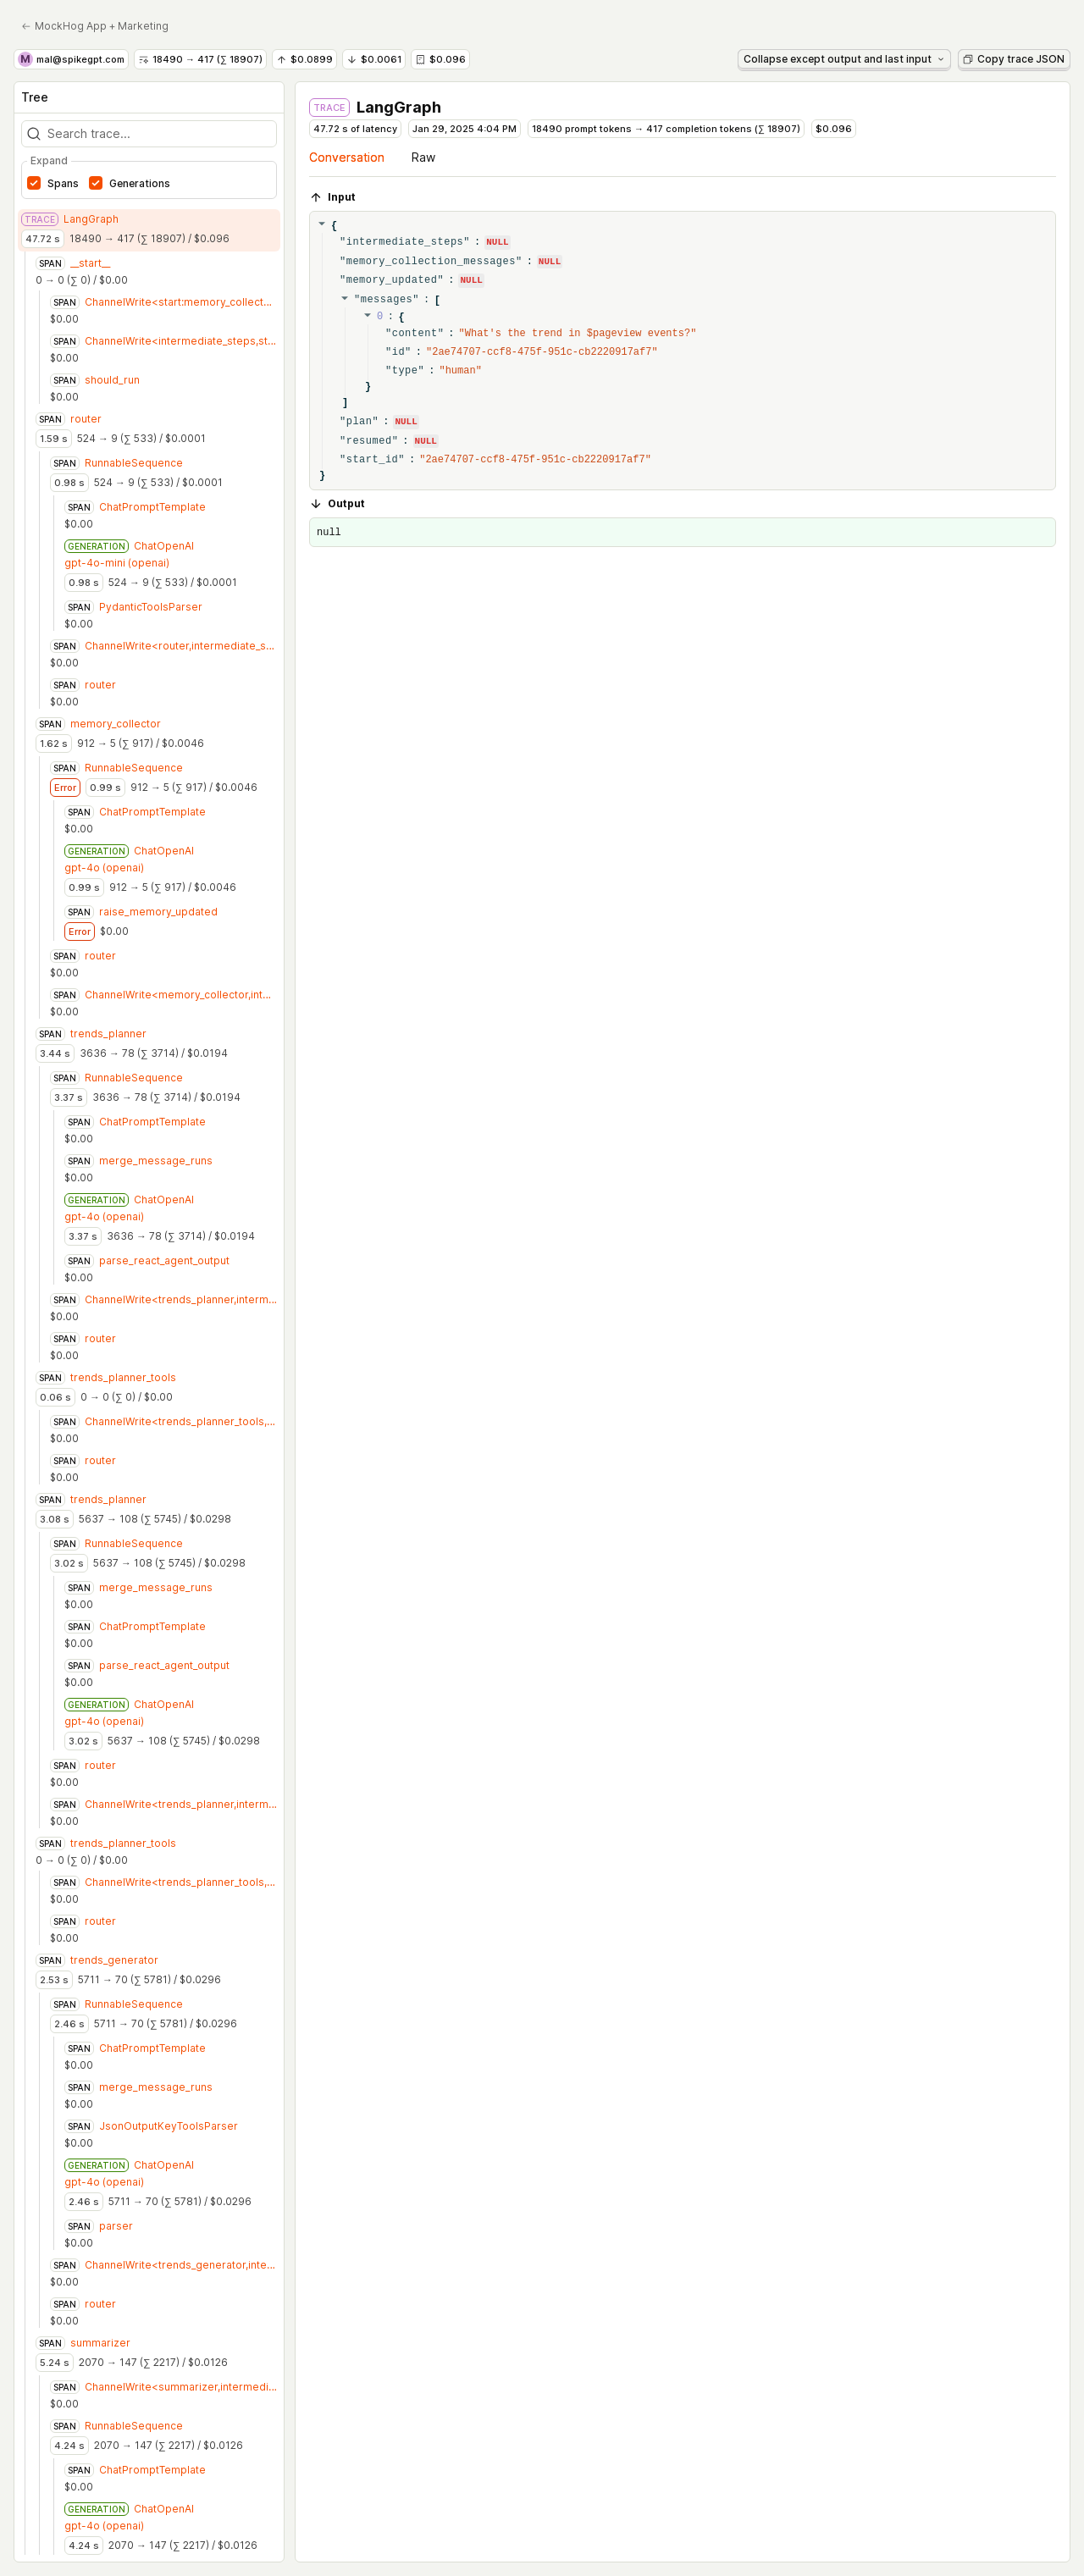 ← MockHog App + Marketing
M mal@spikegpt.com 18490 → 417 (∑ 18907) ↑ $0.0899 ↓ $0.0061 $0.096 Collapse except output and last input Copy trace JSON
Tree
Search trace...
Expand
Spans Generations
TRACE LangGraph
47.72 s 18490 → 417 (∑ 18907) / $0.096
SPAN __start__
0 → 0 (∑ 0) / $0.00
SPAN ChannelWrite<start:memory_collect...
$0.00
SPAN ChannelWrite<intermediate_steps,st...
$0.00
SPAN should_run
$0.00
SPAN router
1.59 s 524 → 9 (∑ 533) / $0.0001
SPAN RunnableSequence
0.98 s 524 → 9 (∑ 533) / $0.0001
SPAN ChatPromptTemplate
$0.00
GENERATION ChatOpenAI
gpt-4o-mini (openai)
0.98 s 524 → 9 (∑ 533) / $0.0001
SPAN PydanticToolsParser
$0.00
SPAN ChannelWrite<router,intermediate_s...
$0.00
SPAN router
$0.00
SPAN memory_collector
1.62 s 912 → 5 (∑ 917) / $0.0046
SPAN RunnableSequence
Error 0.99 s 912 → 5 (∑ 917) / $0.0046
SPAN ChatPromptTemplate
$0.00
GENERATION ChatOpenAI
gpt-4o (openai)
0.99 s 912 → 5 (∑ 917) / $0.0046
SPAN raise_memory_updated
Error $0.00
SPAN router
$0.00
SPAN ChannelWrite<memory_collector,int...
$0.00
SPAN trends_planner
3.44 s 3636 → 78 (∑ 3714) / $0.0194
SPAN RunnableSequence
3.37 s 3636 → 78 (∑ 3714) / $0.0194
SPAN ChatPromptTemplate
$0.00
SPAN merge_message_runs
$0.00
GENERATION ChatOpenAI
gpt-4o (openai)
3.37 s 3636 → 78 (∑ 3714) / $0.0194
SPAN parse_react_agent_output
$0.00
SPAN ChannelWrite<trends_planner,interm...
$0.00
SPAN router
$0.00
SPAN trends_planner_tools
0.06 s 0 → 0 (∑ 0) / $0.00
SPAN ChannelWrite<trends_planner_tools,...
$0.00
SPAN router
$0.00
SPAN trends_planner
3.08 s 5637 → 108 (∑ 5745) / $0.0298
SPAN RunnableSequence
3.02 s 5637 → 108 (∑ 5745) / $0.0298
SPAN merge_message_runs
$0.00
SPAN ChatPromptTemplate
$0.00
SPAN parse_react_agent_output
$0.00
GENERATION ChatOpenAI
gpt-4o (openai)
3.02 s 5637 → 108 (∑ 5745) / $0.0298
SPAN router
$0.00
SPAN ChannelWrite<trends_planner,interm...
$0.00
SPAN trends_planner_tools
0 → 0 (∑ 0) / $0.00
SPAN ChannelWrite<trends_planner_tools,...
$0.00
SPAN router
$0.00
SPAN trends_generator
2.53 s 5711 → 70 (∑ 5781) / $0.0296
SPAN RunnableSequence
2.46 s 5711 → 70 (∑ 5781) / $0.0296
SPAN ChatPromptTemplate
$0.00
SPAN merge_message_runs
$0.00
SPAN JsonOutputKeyToolsParser
$0.00
GENERATION ChatOpenAI
gpt-4o (openai)
2.46 s 5711 → 70 (∑ 5781) / $0.0296
SPAN parser
$0.00
SPAN ChannelWrite<trends_generator,inte...
$0.00
SPAN router
$0.00
SPAN summarizer
5.24 s 2070 → 147 (∑ 2217) / $0.0126
SPAN ChannelWrite<summarizer,intermedi...
$0.00
SPAN RunnableSequence
4.24 s 2070 → 147 (∑ 2217) / $0.0126
SPAN ChatPromptTemplate
$0.00
GENERATION ChatOpenAI
gpt-4o (openai)
4.24 s 2070 → 147 (∑ 2217) / $0.0126
TRACE LangGraph
47.72 s of latency Jan 29, 2025 4:04 PM 18490 prompt tokens → 417 completion tokens (∑ 18907) $0.096
Conversation Raw
↑ Input
{
"intermediate_steps" : NULL
"memory_collection_messages" : NULL
"memory_updated" : NULL
"messages" : [
0 : {
"content" : "What's the trend in $pageview events?"
"id" : "2ae74707-ccf8-475f-951c-cb2220917af7"
"type" : "human"
}
]
"plan" : NULL
"resumed" : NULL
"start_id" : "2ae74707-ccf8-475f-951c-cb2220917af7"
}
↓ Output
null